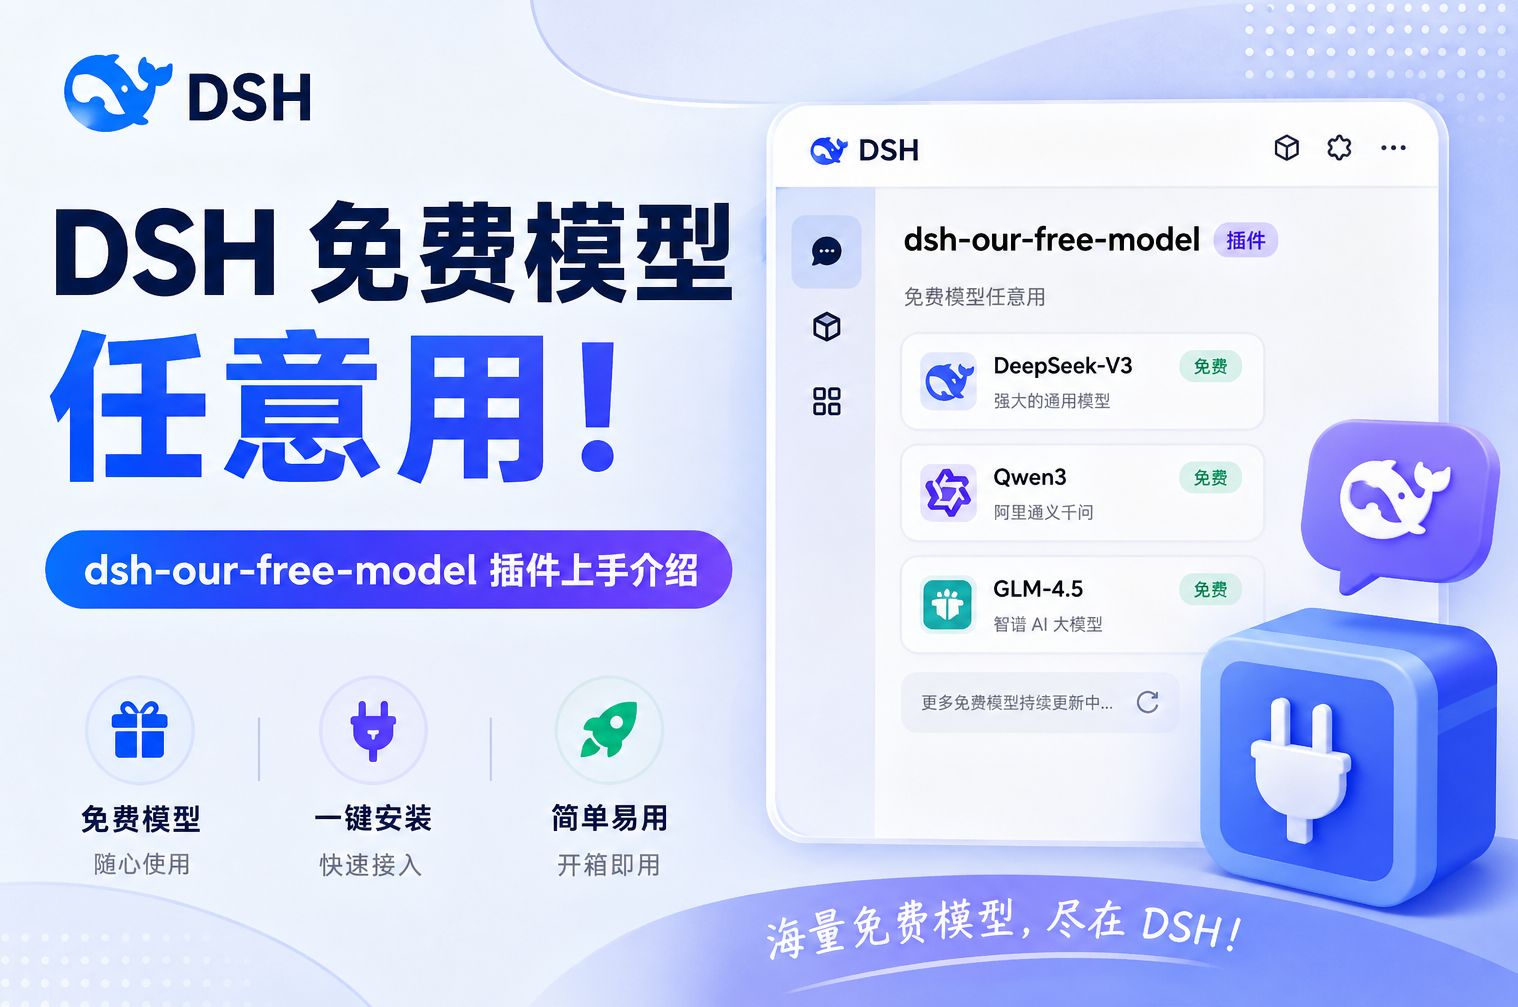 DSH
DSH 免费模型
任意用!
dsh-our-free-model 插件上手介绍
免费模型
随心使用
一键安装
快速接入
简单易用
开箱即用
DSH
dsh-our-free-model 插件
免费模型任意用
DeepSeek-V3 免费
强大的通用模型
Qwen3 免费
阿里通义千问
GLM-4.5 免费
智谱 AI 大模型
更多免费模型持续更新中...
海量免费模型, 尽在 DSH!